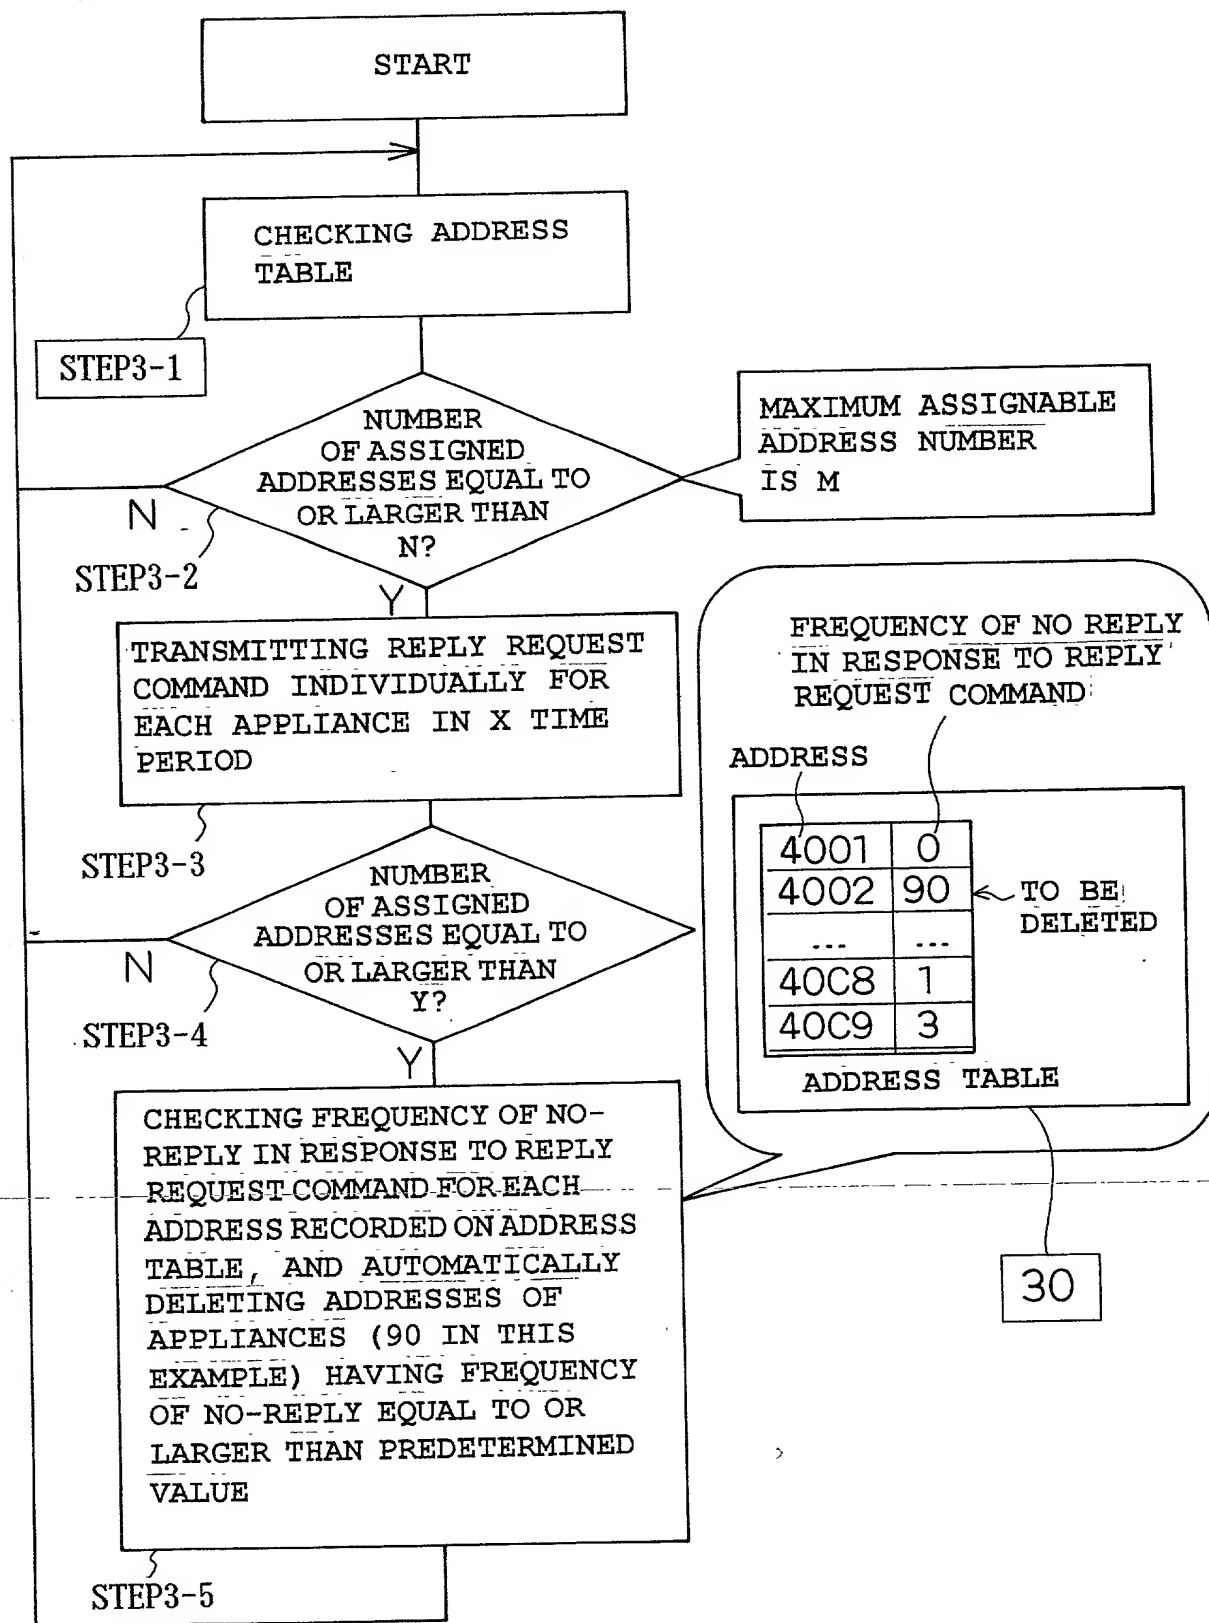 START
CHECKING ADDRESS
TABLE
STEP3-1
NUMBER
OF ASSIGNED
ADDRESSES EQUAL TO
OR LARGER THAN
N?
N
STEP3-2
Y
MAXIMUM ASSIGNABLE
ADDRESS NUMBER
IS M
TRANSMITTING REPLY REQUEST
COMMAND INDIVIDUALLY FOR
EACH APPLIANCE IN X TIME
PERIOD
STEP3-3
NUMBER
OF ASSIGNED
ADDRESSES EQUAL TO
OR LARGER THAN
Y?
N
STEP3-4
Y
FREQUENCY OF NO REPLY
IN RESPONSE TO REPLY
REQUEST COMMAND
ADDRESS
4001 0
4002 90
... ...
40C8 1
40C9 3
TO BE
DELETED
ADDRESS TABLE
30
CHECKING FREQUENCY OF NO-
REPLY IN RESPONSE TO REPLY
REQUEST COMMAND FOR EACH
ADDRESS RECORDED ON ADDRESS
TABLE, AND AUTOMATICALLY
DELETING ADDRESSES OF
APPLIANCES (90 IN THIS
EXAMPLE) HAVING FREQUENCY
OF NO-REPLY EQUAL TO OR
LARGER THAN PREDETERMINED
VALUE
STEP3-5